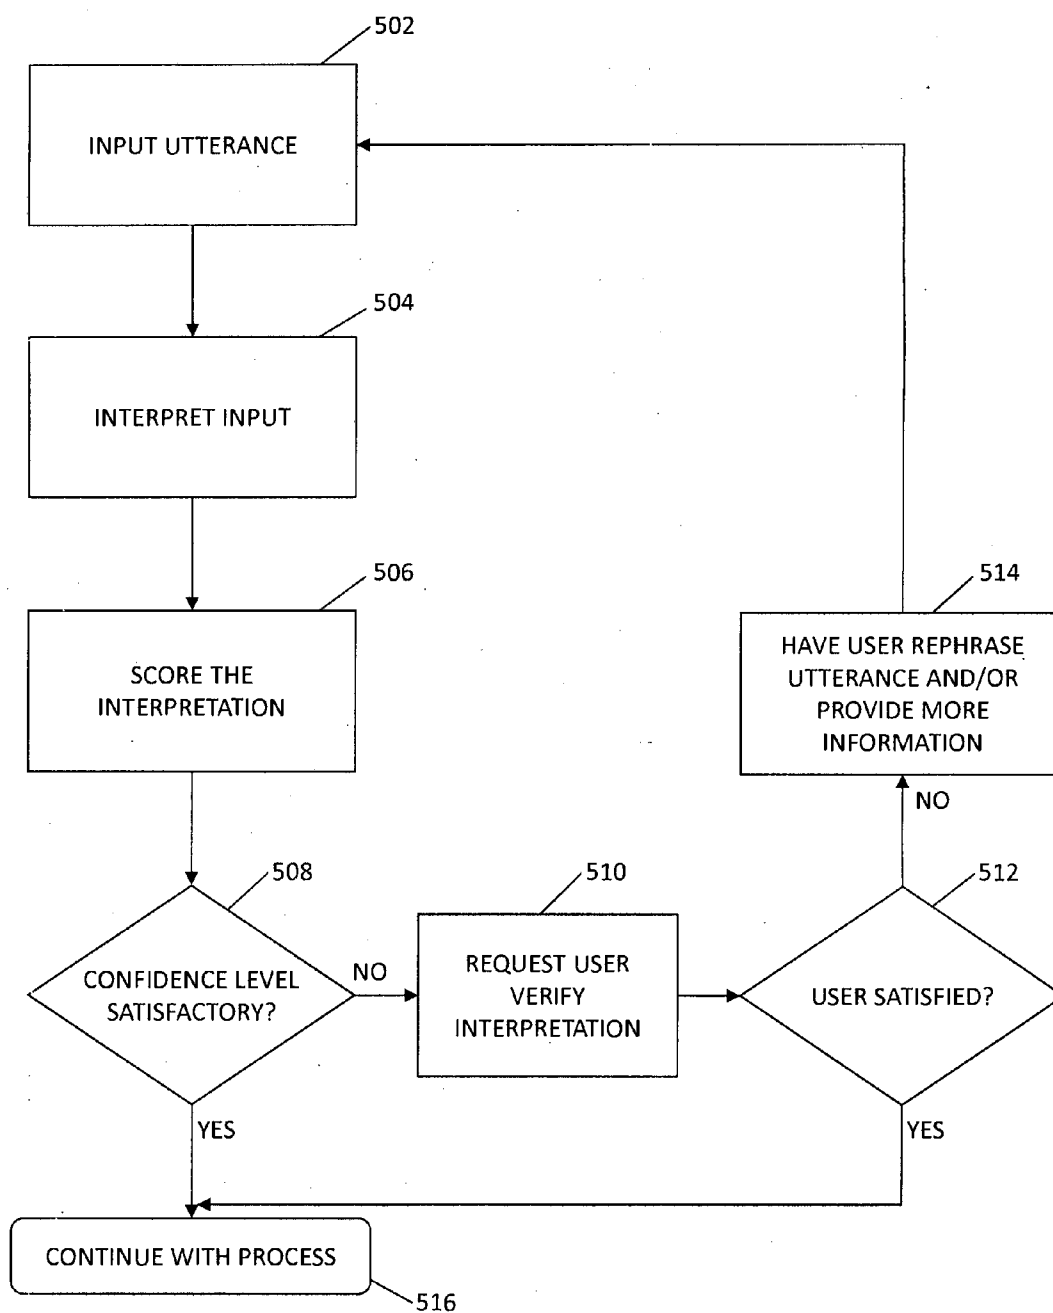 502
INPUT UTTERANCE
504
INTERPRET INPUT
506
SCORE THE
INTERPRETATION
514
HAVE USER REPHRASE
UTTERANCE AND/OR
PROVIDE MORE
INFORMATION
NO
508
CONFIDENCE LEVEL
SATISFACTORY?
NO
YES
510
REQUEST USER
VERIFY
INTERPRETATION
512
USER SATISFIED?
YES
CONTINUE WITH PROCESS
516